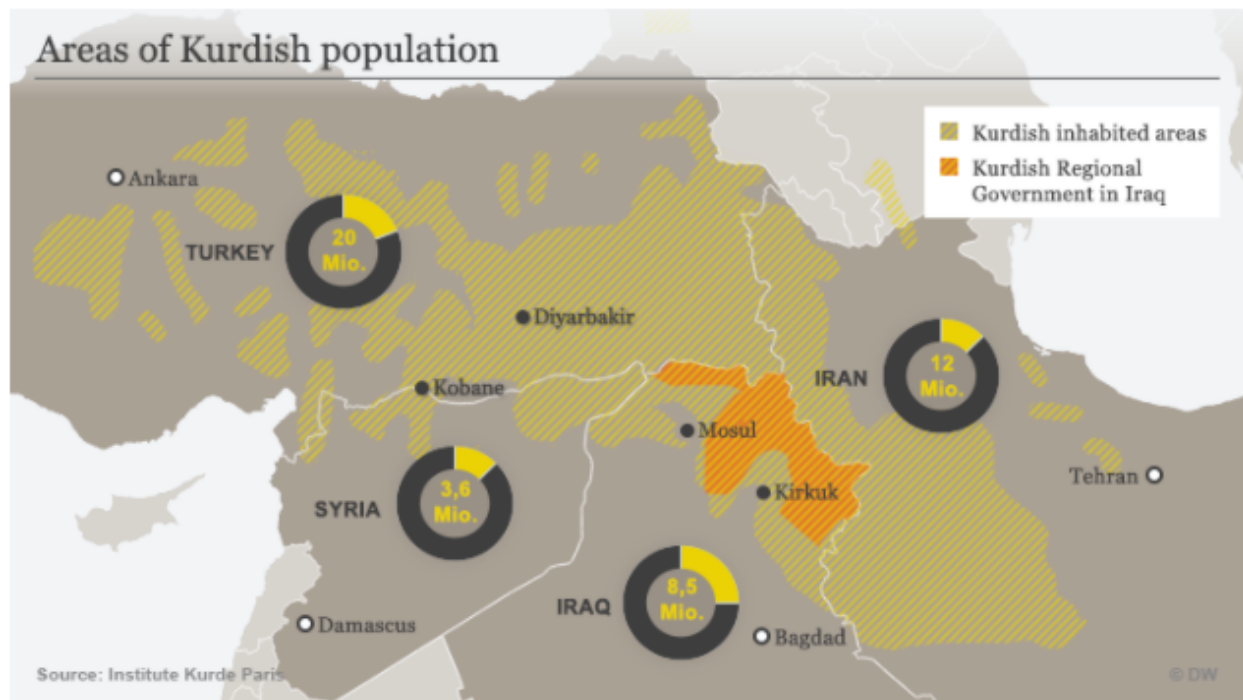 Areas of Kurdish population
Kurdish inhabited areas
Kurdish Regional
Government in Iraq
Ankara
TURKEY
20
Mio.
Diyarbakir
Kobane
IRAN
12
Mio.
Mosul
Tehran
SYRIA
3,6
Mio.
Kirkuk
IRAQ
8,5
Mio.
Damascus
Bagdad
Source: Institute Kurde Paris
© DW